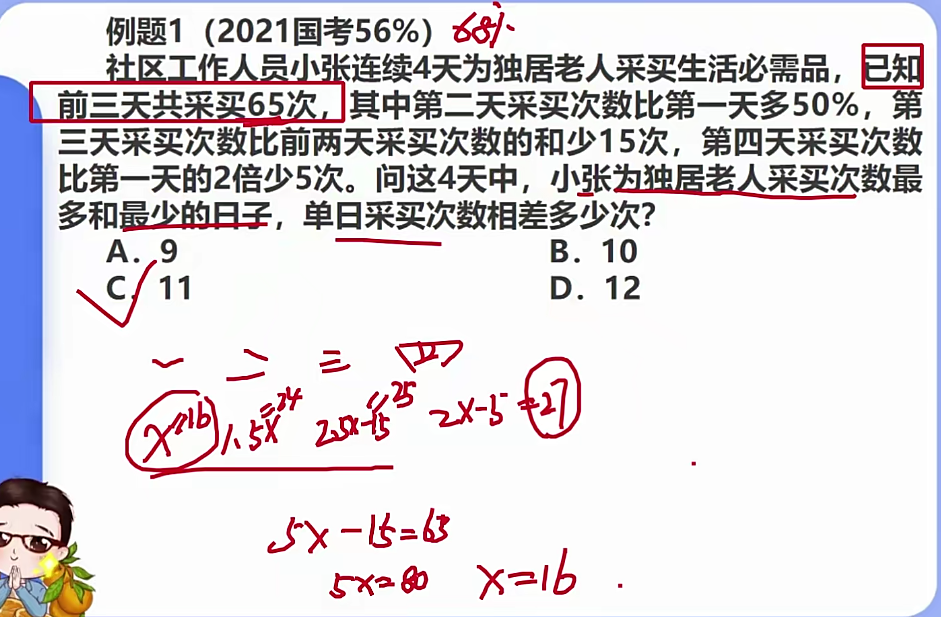 例题1（2021国考56%）68%
社区工作人员小张连续4天为独居老人采买生活必需品，已知
前三天共采买65次，其中第二天采买次数比第一天多50%，第
三天采买次数比前两天采买次数的和少15次，第四天采买次数
比第一天的2倍少5次。问这4天中，小张为独居老人采买次数最
多和最少的日子，单日采买次数相差多少次？
A．9 B．10
C．11 D．12
一 二 三 四
x=16 1.5x=24 2.5x-15=25 2x-5=27
5x-15=65
5x=80 x=16